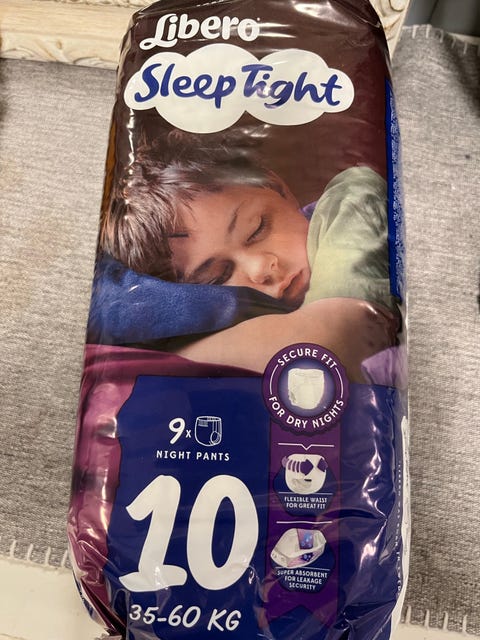 Libero
Sleep Tight
SECURE FIT
FOR DRY NIGHTS
9x
NIGHT PANTS
10
35-60 KG
FLEXIBLE WAIST
FOR GREAT FIT
SUPER ABSORBENT
FOR LEAKAGE
SECURITY